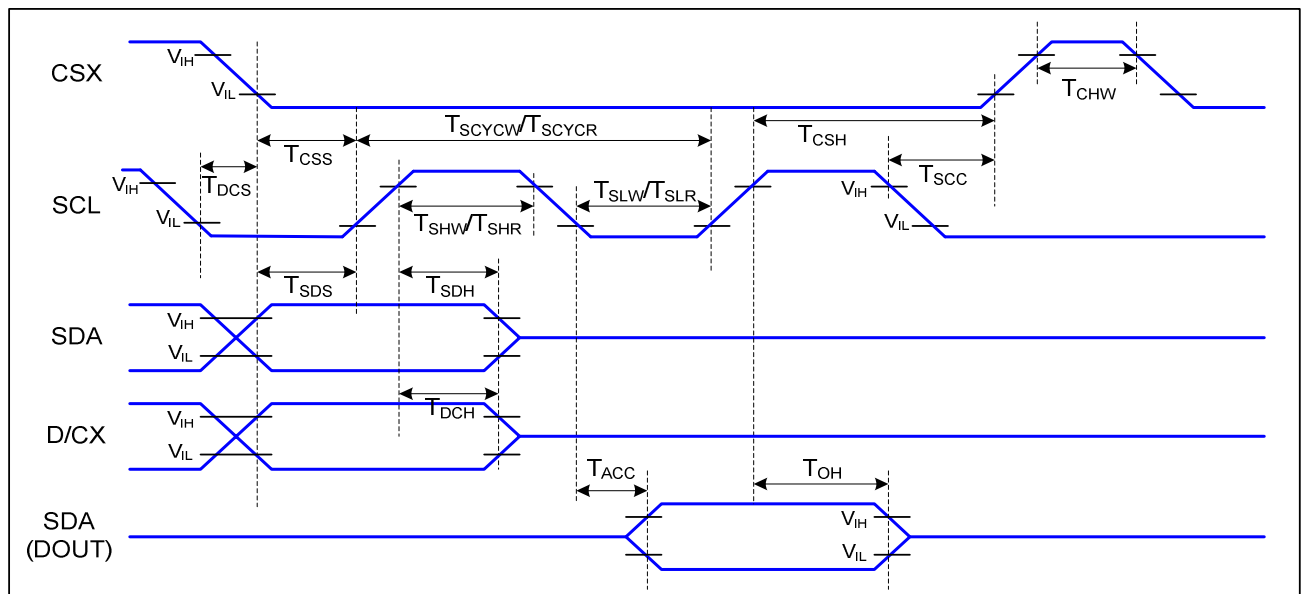 CSX
VIH
VIL
TCHW
TSCYCW/TSCYCR
TCSH
TCSS
TDCS
TSCC
SCL
VIH
VIL
TSHW/TSHR
TSLW/TSLR
VIH
VIL
TSDS
TSDH
SDA
VIH
VIL
TDCH
D/CX
VIH
VIL
TACC
TOH
SDA
(DOUT)
VIH
VIL